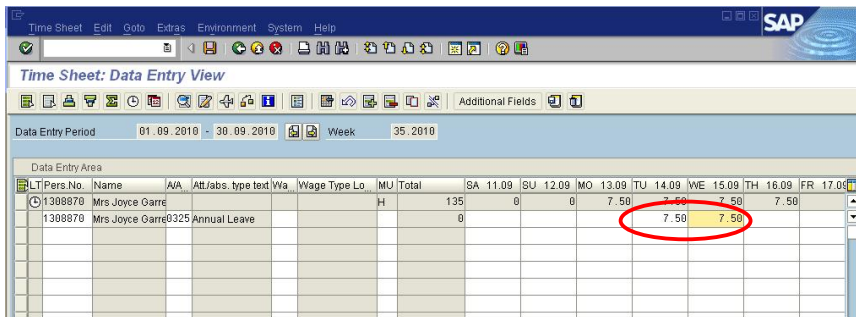 Time Sheet Edit Goto Extras Environment System Help
SAP
Time Sheet: Data Entry View
Additional Fields
Data Entry Period 01.09.2010 - 30.09.2010 Week 35.2010
Data Entry Area
LT Pers.No. Name A/A Att./abs. type text Wa Wage Type Lo MU Total SA 11.09 SU 12.09 MO 13.09 TU 14.09 WE 15.09 TH 16.09 FR 17.09
1308870 Mrs Joyce Garre H 135 0 0 7.50 7.50 7.50 7.50
1308870 Mrs Joyce Garre 0325 Annual Leave 0 7.50 7.50